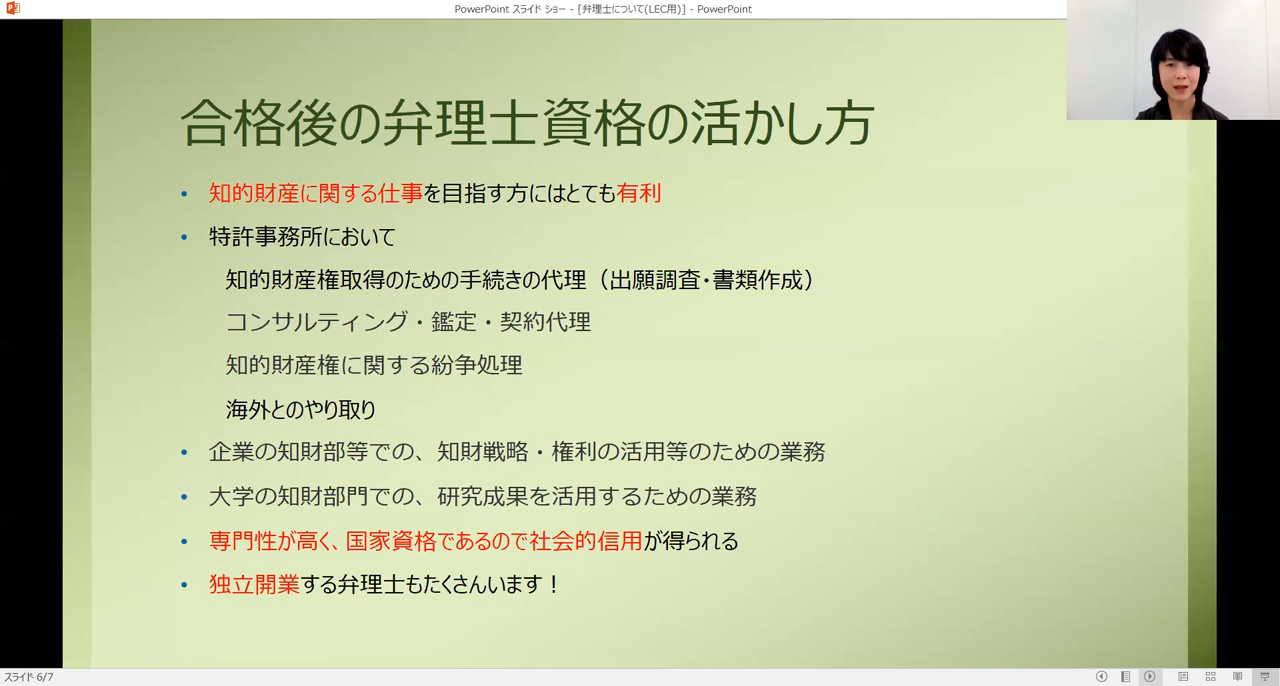 PowerPoint スライド ショー - [弁理士について(LEC用)] - PowerPoint
合格後の弁理士資格の活かし方
• 知的財産に関する仕事を目指す方にはとても有利
• 特許事務所において
知的財産権取得のための手続きの代理（出願調査・書類作成）
コンサルティング・鑑定・契約代理
知的財産権に関する紛争処理
海外とのやり取り
• 企業の知財部等での、知財戦略・権利の活用等のための業務
• 大学の知財部門での、研究成果を活用するための業務
• 専門性が高く、国家資格であるので社会的信用が得られる
• 独立開業する弁理士もたくさんいます！
スライド 6/7